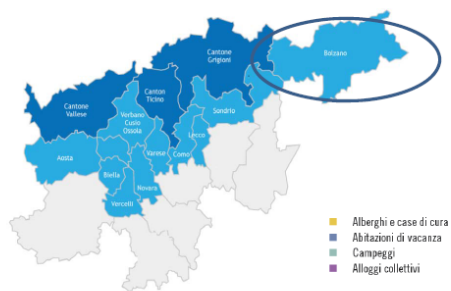 Cantone
Grigioni
Bolzano
Cantone
Vallese
Canton
Ticino
Verbano
Cusio
Ossola
Sondrio
Lecco
Aosta
Varese
Como
Biella
Novara
Vercelli
Alberghi e case di cura
Abitazioni di vacanza
Campeggi
Alloggi collettivi